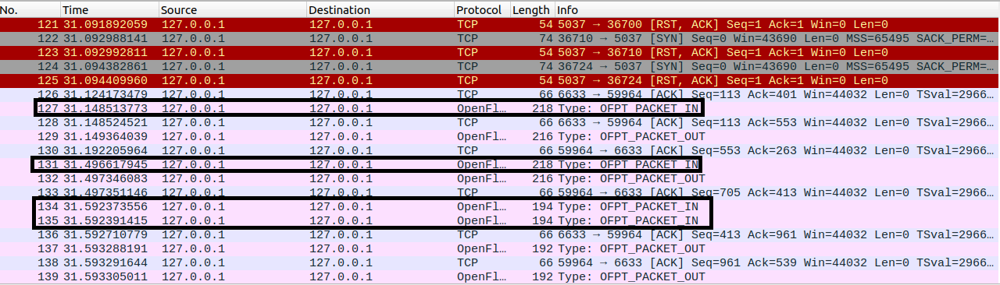 No. Time Source Destination Protocol Length Info
121 31.091892059 127.0.0.1 127.0.0.1 TCP 54 5037 → 36700 [RST, ACK] Seq=1 Ack=1 Win=0 Len=0
122 31.092988141 127.0.0.1 127.0.0.1 TCP 74 36710 → 5037 [SYN] Seq=0 Win=43690 Len=0 MSS=65495 SACK_PERM=…
123 31.092992811 127.0.0.1 127.0.0.1 TCP 54 5037 → 36710 [RST, ACK] Seq=1 Ack=1 Win=0 Len=0
124 31.094382861 127.0.0.1 127.0.0.1 TCP 74 36724 → 5037 [SYN] Seq=0 Win=43690 Len=0 MSS=65495 SACK_PERM=…
125 31.094409960 127.0.0.1 127.0.0.1 TCP 54 5037 → 36724 [RST, ACK] Seq=1 Ack=1 Win=0 Len=0
126 31.124173479 127.0.0.1 127.0.0.1 TCP 66 6633 → 59964 [ACK] Seq=113 Ack=401 Win=44032 Len=0 TSval=2966…
127 31.148513773 127.0.0.1 127.0.0.1 OpenFl… 218 Type: OFPT_PACKET_IN
128 31.148524521 127.0.0.1 127.0.0.1 TCP 66 6633 → 59964 [ACK] Seq=113 Ack=553 Win=44032 Len=0 TSval=2966…
129 31.149364039 127.0.0.1 127.0.0.1 OpenFl… 216 Type: OFPT_PACKET_OUT
130 31.192205964 127.0.0.1 127.0.0.1 TCP 66 59964 → 6633 [ACK] Seq=553 Ack=263 Win=44032 Len=0 TSval=2966…
131 31.496617945 127.0.0.1 127.0.0.1 OpenFl… 218 Type: OFPT_PACKET_IN
132 31.497346083 127.0.0.1 127.0.0.1 OpenFl… 216 Type: OFPT_PACKET_OUT
133 31.497351146 127.0.0.1 127.0.0.1 TCP 66 59964 → 6633 [ACK] Seq=705 Ack=413 Win=44032 Len=0 TSval=2966…
134 31.592373556 127.0.0.1 127.0.0.1 OpenFl… 194 Type: OFPT_PACKET_IN
135 31.592391415 127.0.0.1 127.0.0.1 OpenFl… 194 Type: OFPT_PACKET_IN
136 31.592710779 127.0.0.1 127.0.0.1 TCP 66 6633 → 59964 [ACK] Seq=413 Ack=961 Win=44032 Len=0 TSval=2966…
137 31.593288191 127.0.0.1 127.0.0.1 OpenFl… 192 Type: OFPT_PACKET_OUT
138 31.593291644 127.0.0.1 127.0.0.1 TCP 66 59964 → 6633 [ACK] Seq=961 Ack=539 Win=44032 Len=0 TSval=2966…
139 31.593305011 127.0.0.1 127.0.0.1 OpenFl… 192 Type: OFPT_PACKET_OUT